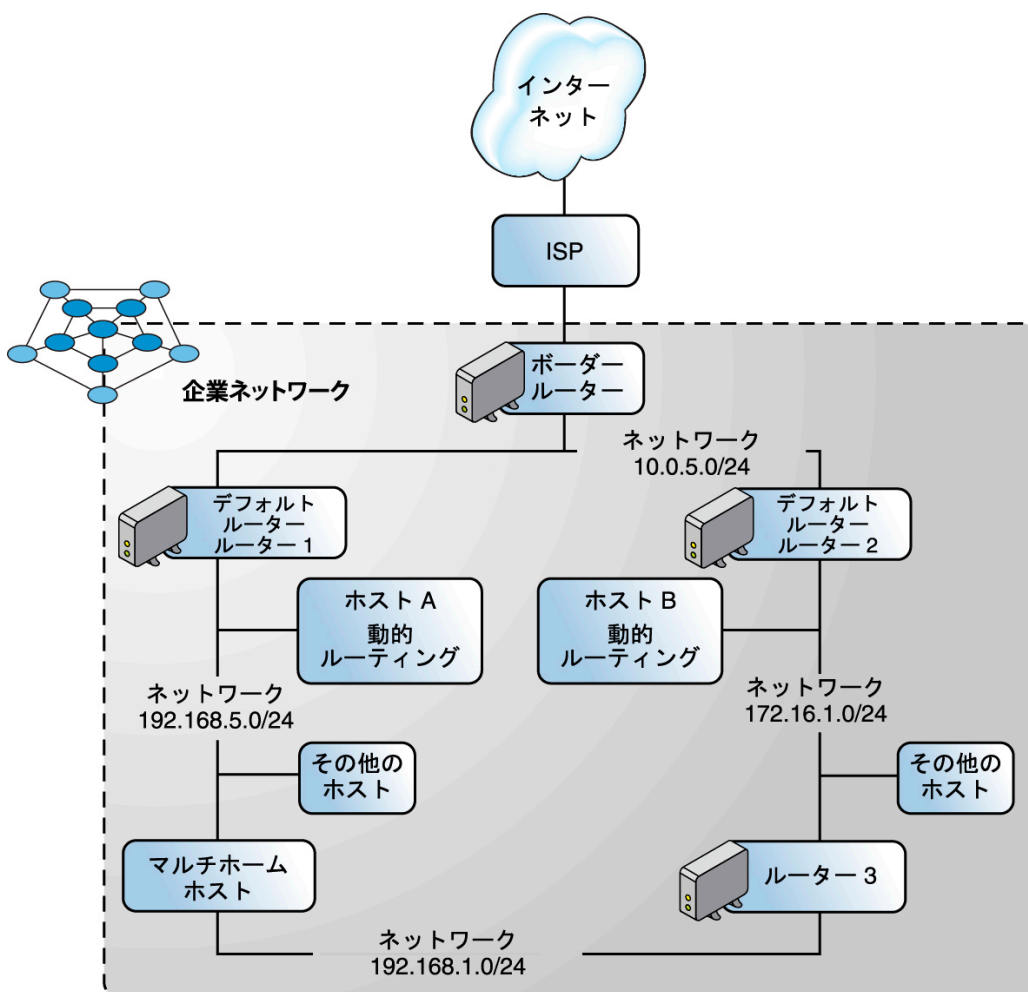 インター
ネット
ISP
企業ネットワーク
ボーダー
ルーター
ネットワーク
10.0.5.0/24
デフォルト
ルーター
ルーター 1
デフォルト
ルーター
ルーター 2
ホスト A
動的
ルーティング
ホスト B
動的
ルーティング
ネットワーク
192.168.5.0/24
ネットワーク
172.16.1.0/24
その他の
ホスト
その他の
ホスト
マルチホーム
ホスト
ルーター 3
ネットワーク
192.168.1.0/24